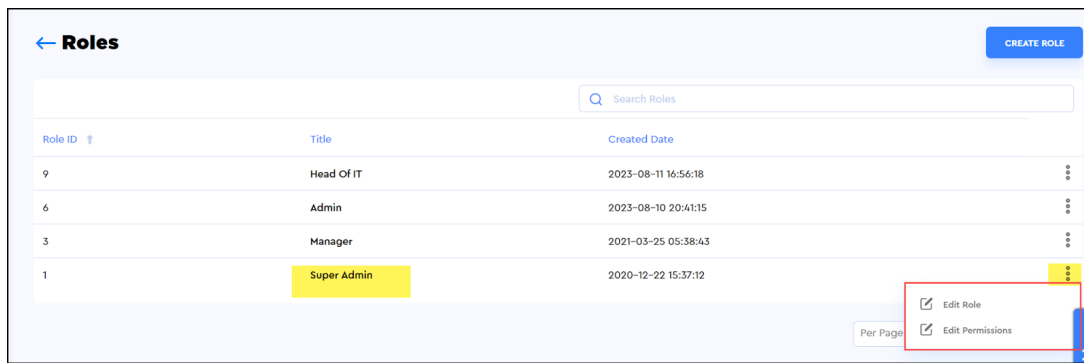 ← Roles
CREATE ROLE
Search Roles
Role ID ↑ Title Created Date
9 Head Of IT 2023-08-11 16:56:18
6 Admin 2023-08-10 20:41:15
3 Manager 2021-03-25 05:38:43
1 Super Admin 2020-12-22 15:37:12
Edit Role
Per Page Edit Permissions